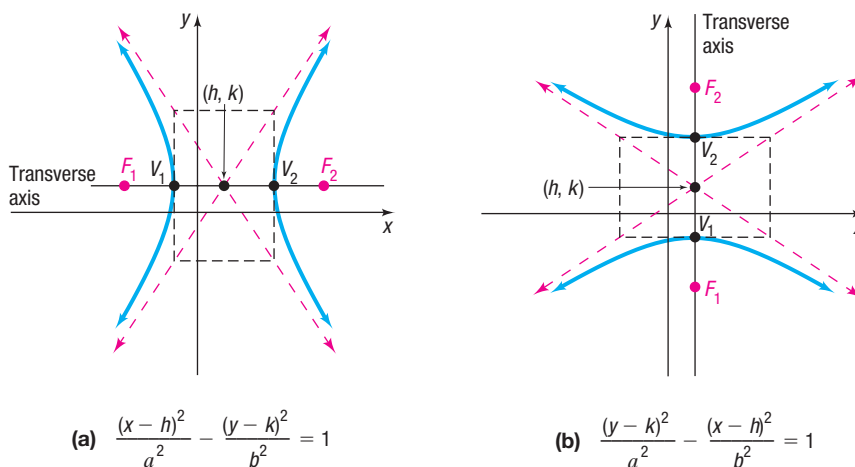 y
(h, k)
Transverse
axis
F₁
V₁
V₂
F₂
x
(a) (x – h)²/a² – (y – k)²/b² = 1
y
Transverse
axis
F₂
V₂
(h, k)
V₁
F₁
(b) (y – k)²/a² – (x – h)²/b² = 1